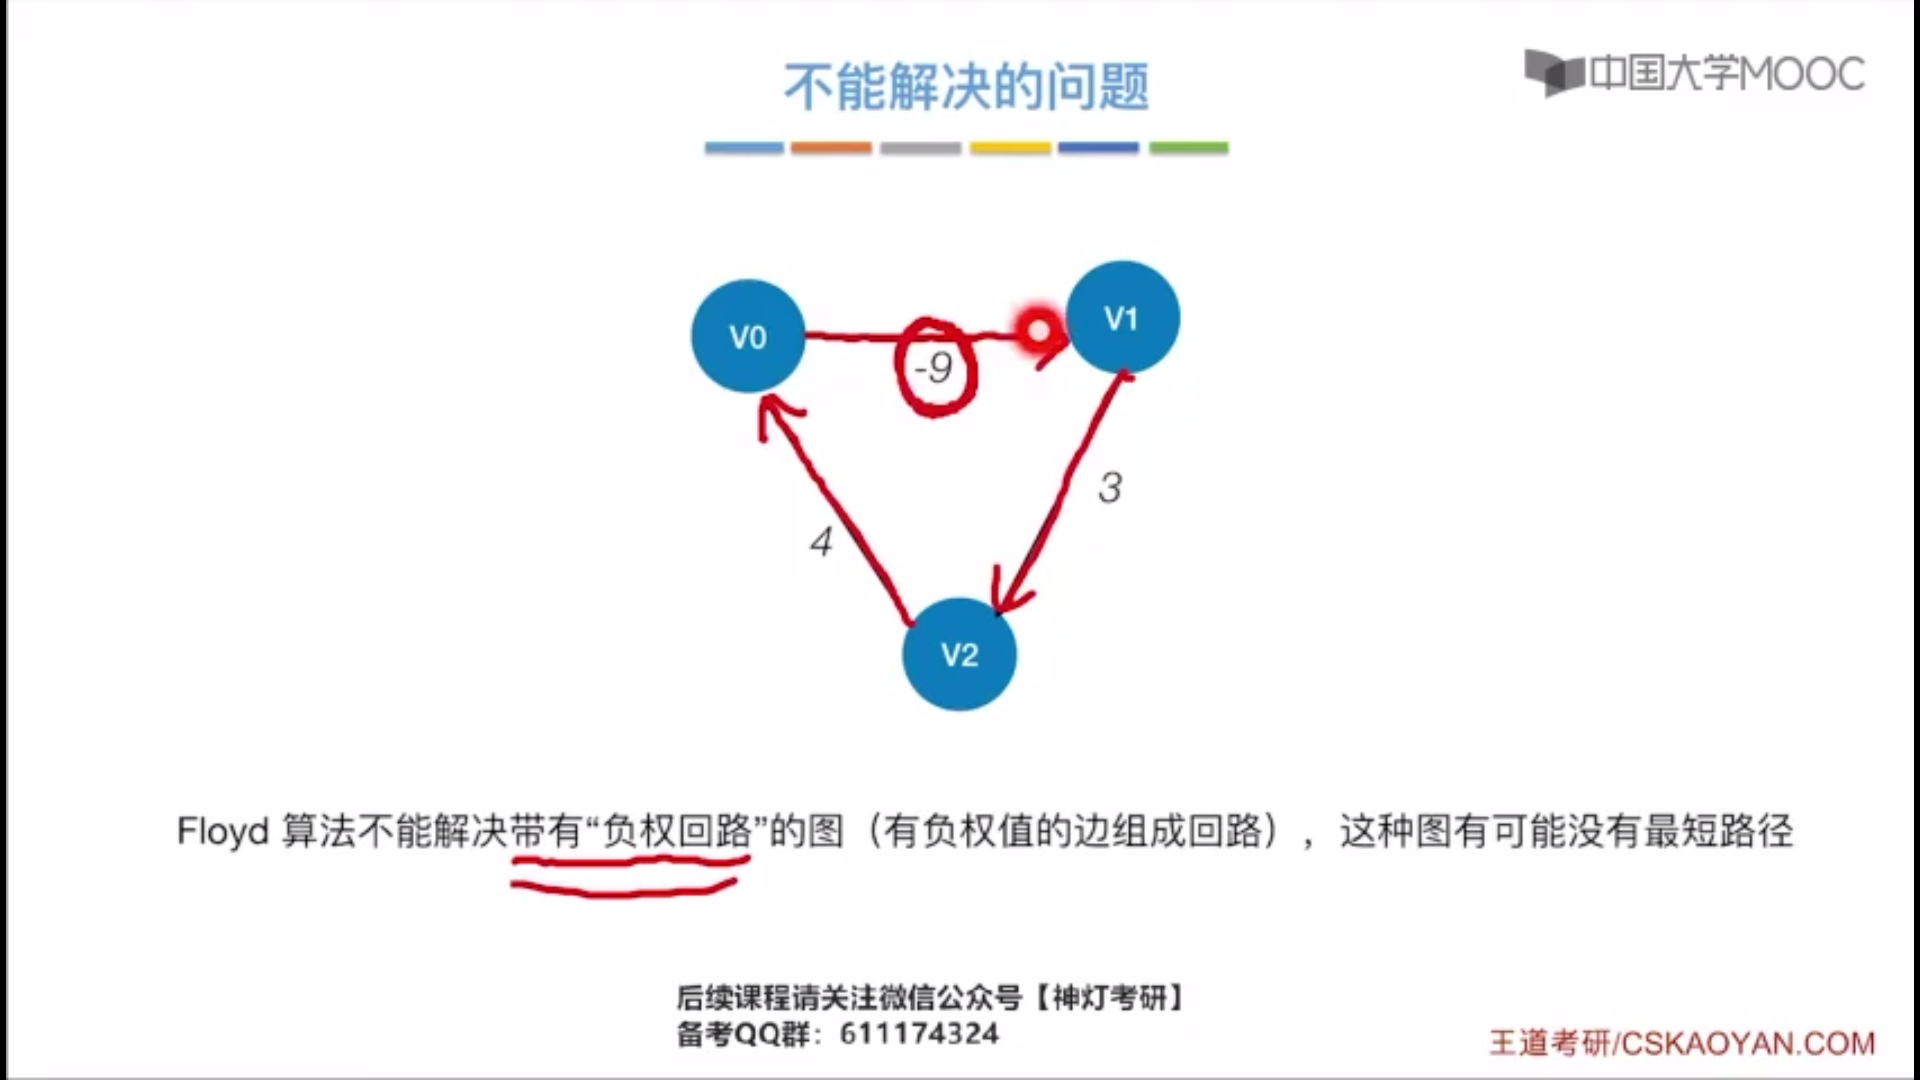 不能解决的问题
中国大学MOOC
V0
V1
-9
3
4
V2
Floyd 算法不能解决带有“负权回路”的图（有负权值的边组成回路），这种图有可能没有最短路径
后续课程请关注微信公众号【神灯考研】
备考QQ群：611174324
王道考研/CSKAOYAN.COM